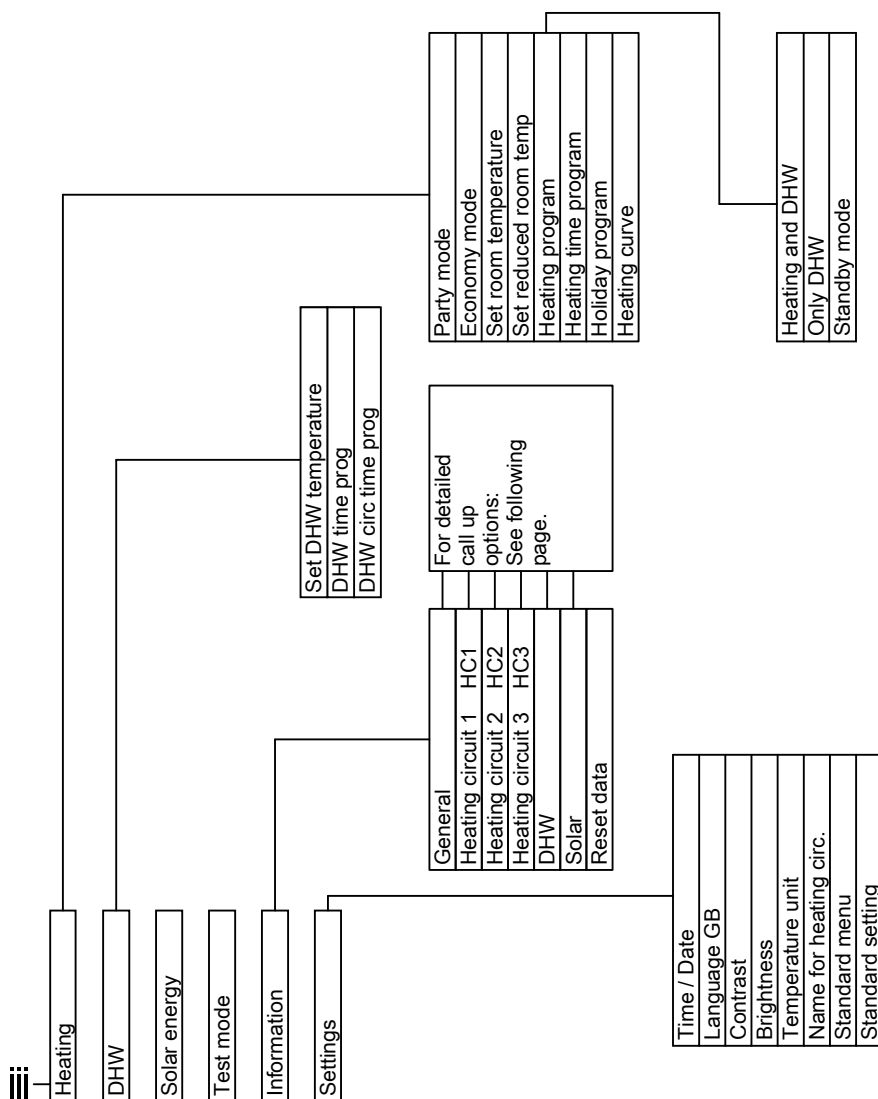 Heating
DHW
Solar energy
Test mode
Information
Settings
Party mode
Economy mode
Set room temperature
Set reduced room temp
Heating program
Heating time program
Holiday program
Heating curve
Heating and DHW
Only DHW
Standby mode
Set DHW temperature
DHW time prog
DHW circ time prog
General
Heating circuit 1 HC1
Heating circuit 2 HC2
Heating circuit 3 HC3
DHW
Solar
Reset data
For detailed
call up
options:
See following
page.
Time / Date
Language GB
Contrast
Brightness
Temperature unit
Name for heating circ.
Standard menu
Standard setting